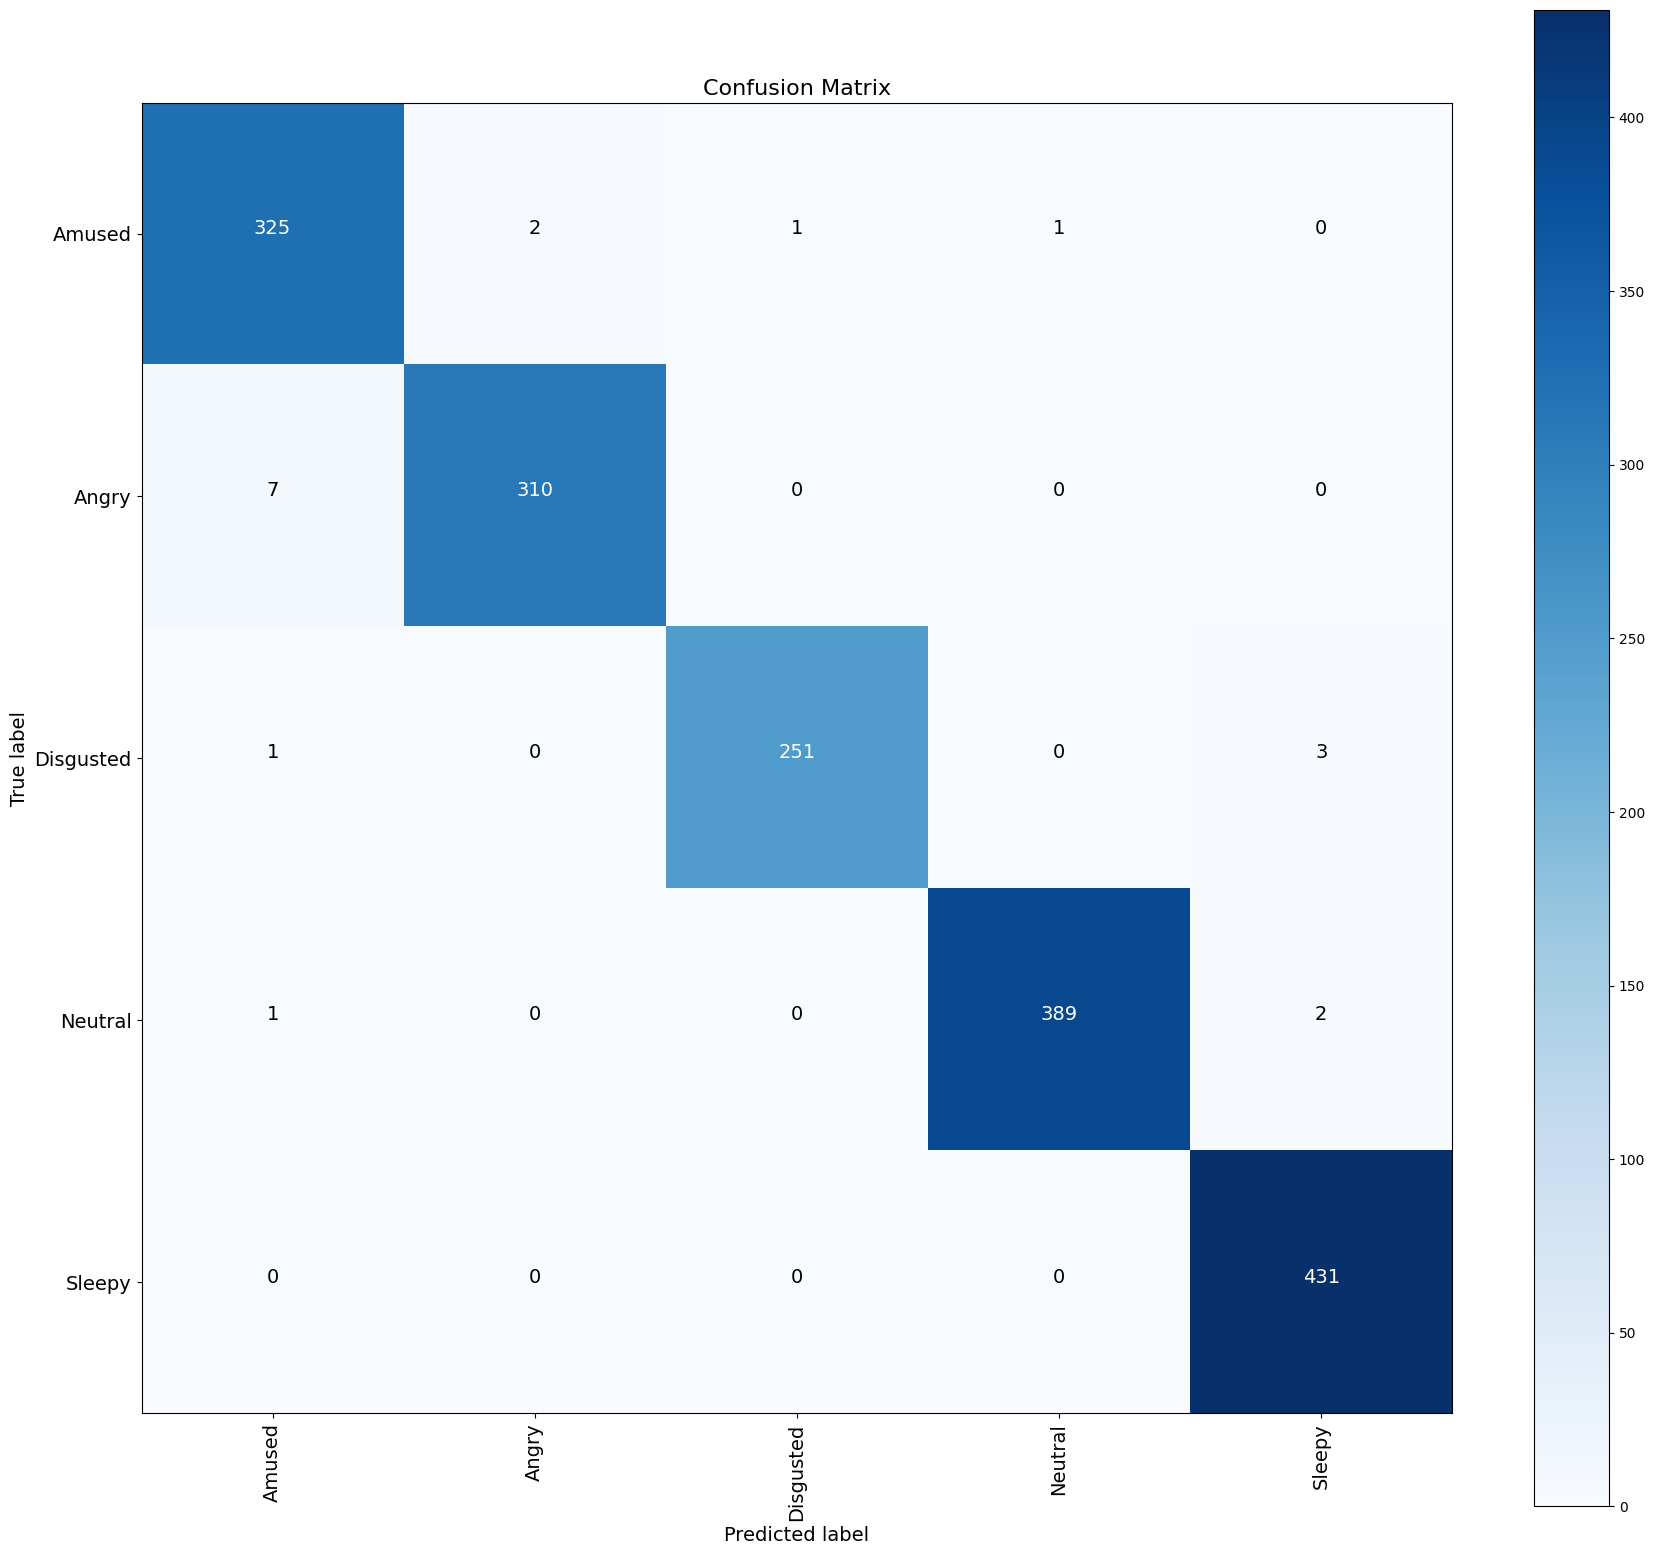 Confusion Matrix
True label
Amused 325 2 1 1 0
Angry 7 310 0 0 0
Disgusted 1 0 251 0 3
Neutral 1 0 0 389 2
Sleepy 0 0 0 0 431
Amused Angry Disgusted Neutral Sleepy
Predicted label
400
350
300
250
200
150
100
50
0